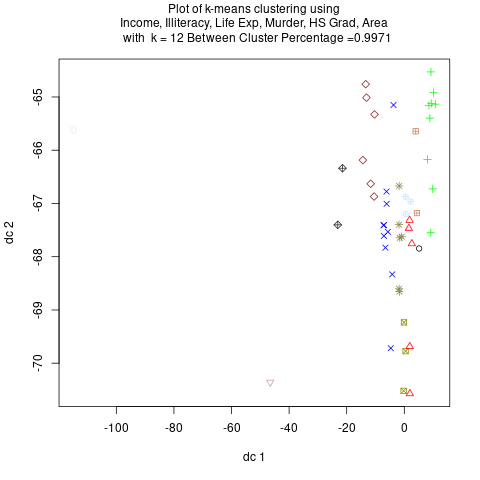 Plot of k-means clustering using
Income, Illiteracy, Life Exp, Murder, HS Grad, Area
with k = 12 Between Cluster Percentage =0.9971
-65
-66
-67
-68
-69
-70
dc 2
-100
-80
-60
-40
-20
0
dc 1